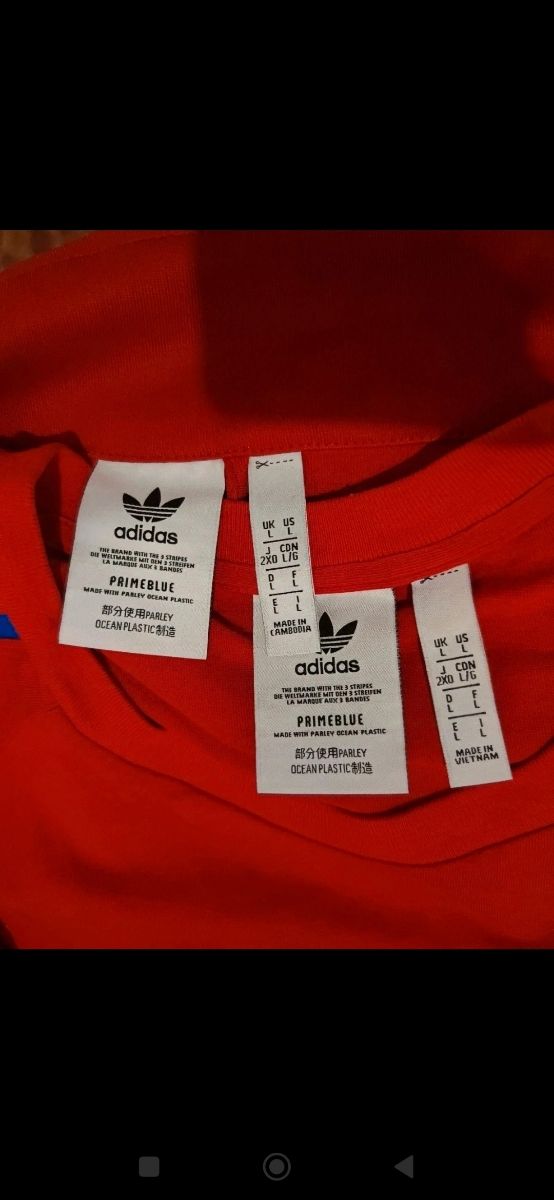 adidas
THE BRAND WITH THE 3 STRIPES
DIE WELTMARKE MIT DEN 3 STREIFEN
LA MARQUE AUX 3 BANDES
PRIMEBLUE
MADE WITH PARLEY OCEAN PLASTIC
部分使用PARLEY
OCEAN PLASTIC制造
UK US
L L
J CDN
2XO L/G
D F
L L
E I
L L
MADE IN
CAMBODIA
adidas
THE BRAND WITH THE 3 STRIPES
DIE WELTMARKE MIT DEN 3 STREIFEN
LA MARQUE AUX 3 BANDES
PRIMEBLUE
MADE WITH PARLEY OCEAN PLASTIC
部分使用PARLEY
OCEAN PLASTIC制造
UK US
L L
J CDN
2XO L/G
D F
L L
E I
L L
MADE IN
VIETNAM